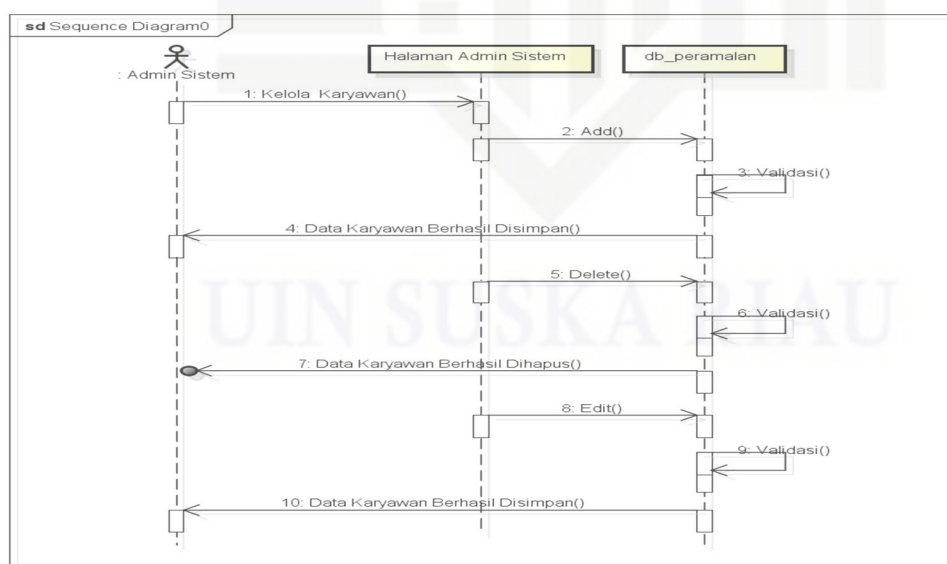 sd Sequence Diagram0
: Admin Sistem
Halaman Admin Sistem
db_peramalan
1: Kelola Karyawan()
2: Add()
3: Validasi()
4: Data Karyawan Berhasil Disimpan()
5: Delete()
6: Validasi()
7: Data Karyawan Berhasil Dihapus()
8: Edit()
9: Validasi()
10: Data Karyawan Berhasil Disimpan()
UIN SUSKA RIAU